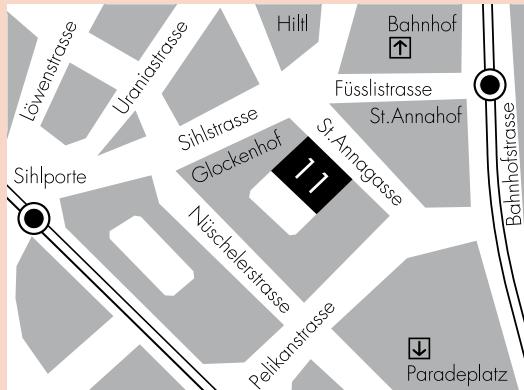 Hiltl
Bahnhof
Löwenstrasse
Uraniastrasse
Füsslistrasse
St.Annahof
Sihlstrasse
Glockenhof
St.Annagasse
11
Bahnhofstrasse
Sihlporte
Nüschelerstrasse
Pelikanstrasse
Paradeplatz